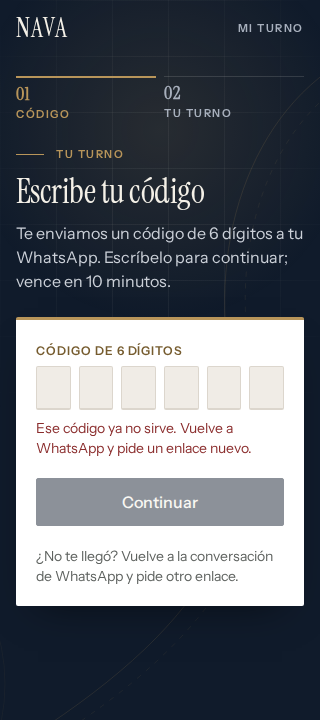 NAVA
MI TURNO
01
CÓDIGO
02
TU TURNO
TU TURNO
Escribe tu código
Te enviamos un código de 6 dígitos a tu
WhatsApp. Escríbelo para continuar;
vence en 10 minutos.
CÓDIGO DE 6 DÍGITOS
Ese código ya no sirve. Vuelve a
WhatsApp y pide un enlace nuevo.
Continuar
¿No te llegó? Vuelve a la conversación
de WhatsApp y pide otro enlace.